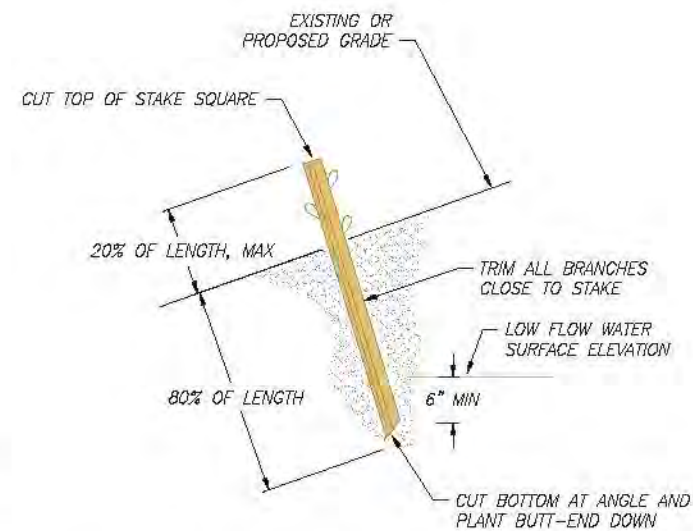 EXISTING OR
PROPOSED GRADE
CUT TOP OF STAKE SQUARE
20% OF LENGTH, MAX
TRIM ALL BRANCHES
CLOSE TO STAKE
LOW FLOW WATER
SURFACE ELEVATION
80% OF LENGTH
6" MIN
CUT BOTTOM AT ANGLE AND
PLANT BUTT-END DOWN